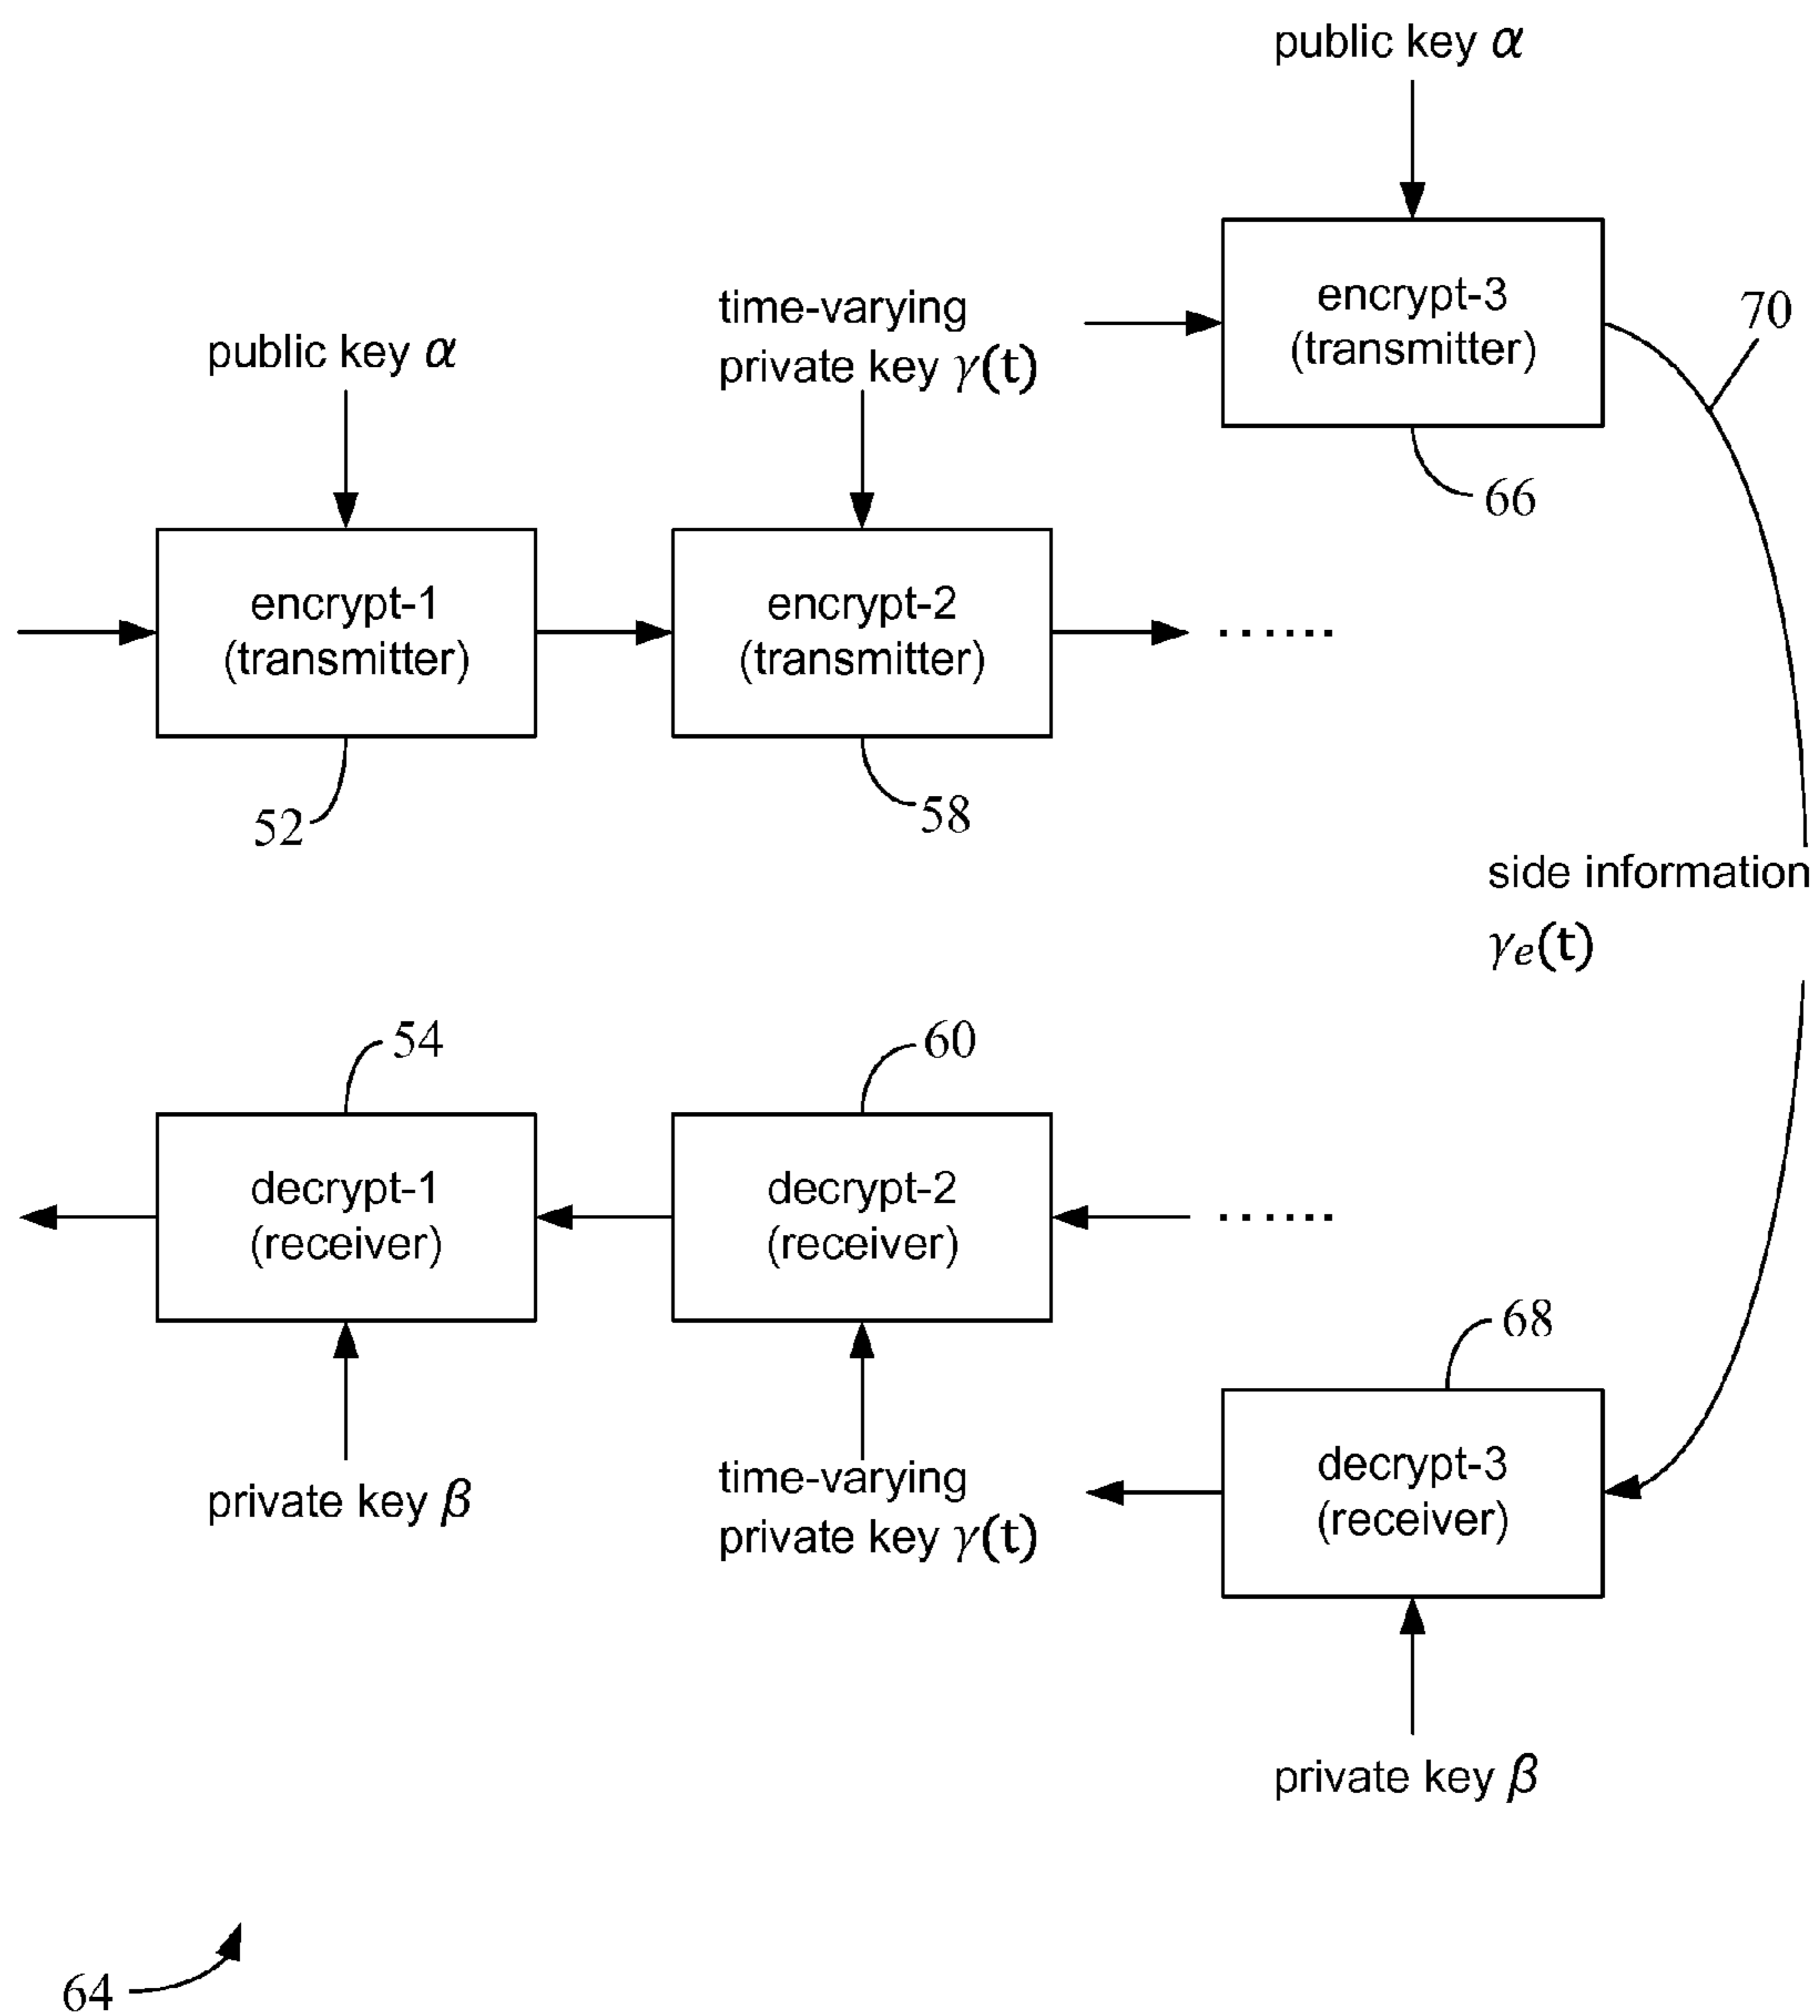 public key α
time-varying
private key γ(t)
encrypt-3
(transmitter)
70
public key α
66
encrypt-1
(transmitter)
encrypt-2
(transmitter)
......
52
58
side information
γe(t)
54
60
decrypt-1
(receiver)
decrypt-2
(receiver)
......
68
private key β
time-varying
private key γ(t)
decrypt-3
(receiver)
private key β
64